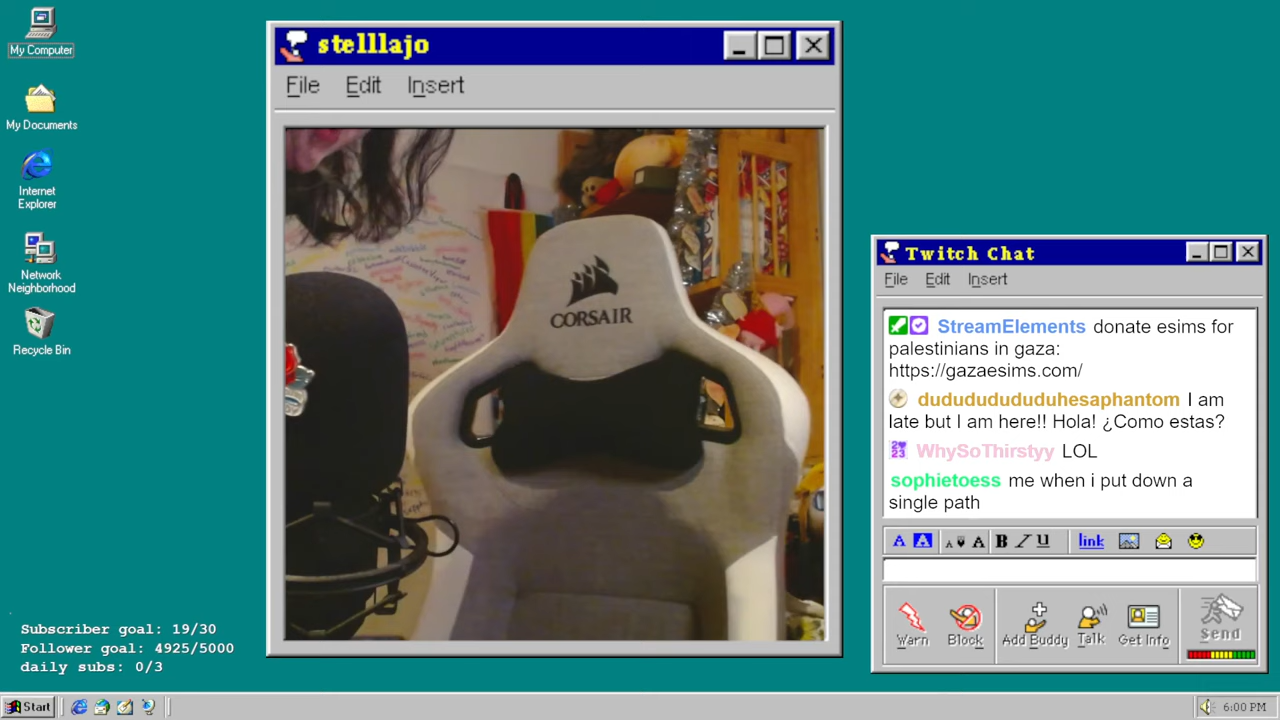 My Computer
My Documents
Internet
Explorer
Network
Neighborhood
Recycle Bin
stelllajo
File Edit Insert
CORSAIR
Twitch Chat
File Edit Insert
StreamElements donate esims for
palestinians in gaza:
https://gazaesims.com/
dudududududuhesaphantom I am
late but I am here!! Hola! ¿Como estas?
WhySoThirstyy LOL
sophietoess me when i put down a
single path
A A A A B I U link
Warn Block Add Buddy Talk Get Info Send
Subscriber goal: 19/30
Follower goal: 4925/5000
daily subs: 0/3
Start
6:00 PM